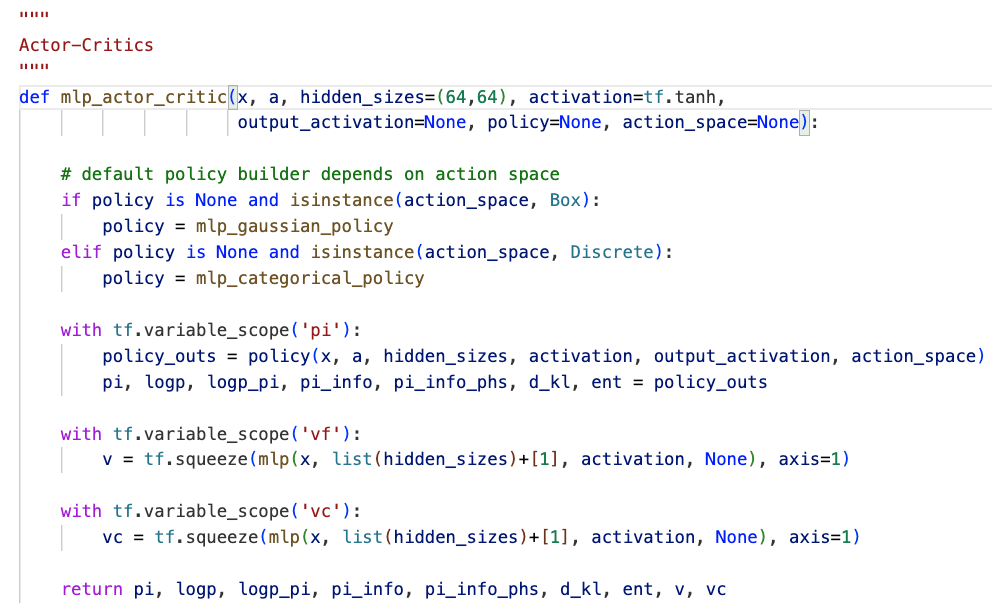 """
Actor-Critics
"""
def mlp_actor_critic(x, a, hidden_sizes=(64,64), activation=tf.tanh,
                     output_activation=None, policy=None, action_space=None):

    # default policy builder depends on action space
    if policy is None and isinstance(action_space, Box):
        policy = mlp_gaussian_policy
    elif policy is None and isinstance(action_space, Discrete):
        policy = mlp_categorical_policy

    with tf.variable_scope('pi'):
        policy_outs = policy(x, a, hidden_sizes, activation, output_activation, action_space)
        pi, logp, logp_pi, pi_info, pi_info_phs, d_kl, ent = policy_outs

    with tf.variable_scope('vf'):
        v = tf.squeeze(mlp(x, list(hidden_sizes)+[1], activation, None), axis=1)

    with tf.variable_scope('vc'):
        vc = tf.squeeze(mlp(x, list(hidden_sizes)+[1], activation, None), axis=1)

    return pi, logp, logp_pi, pi_info, pi_info_phs, d_kl, ent, v, vc